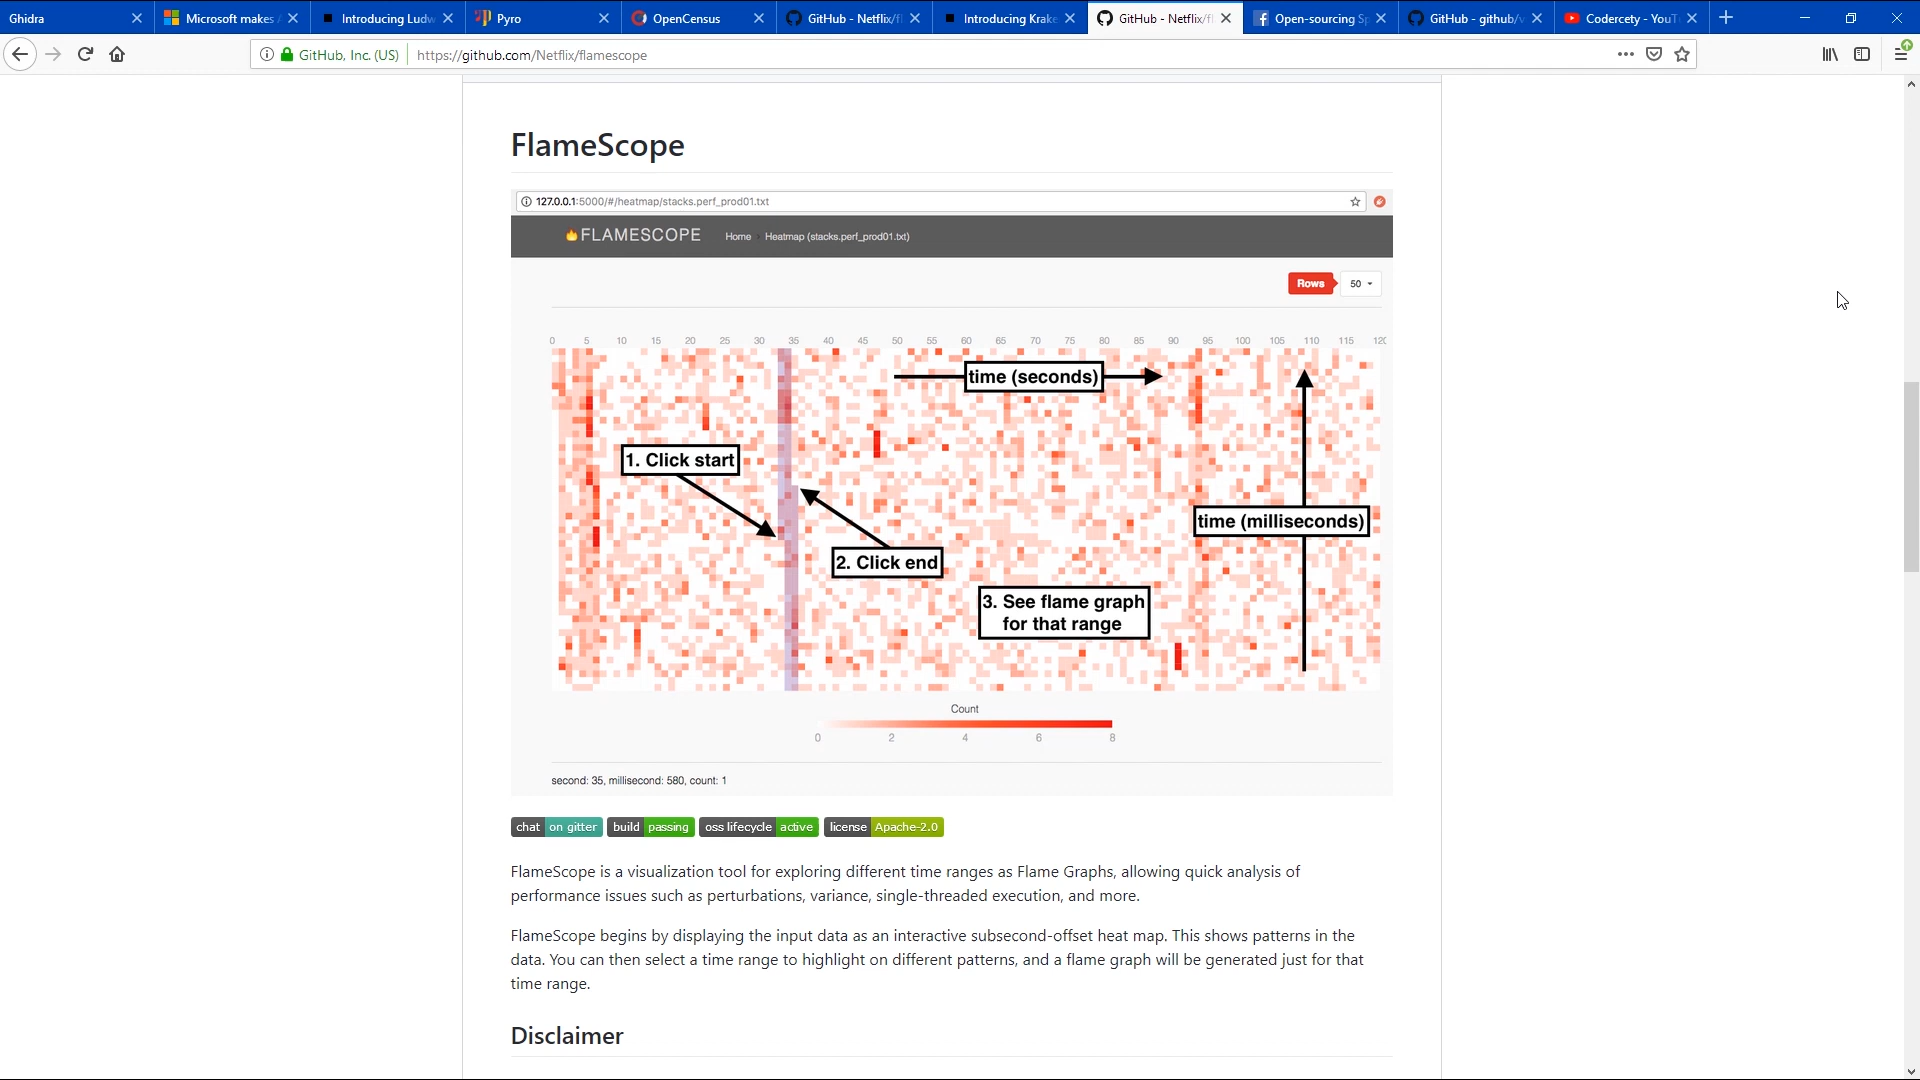 Ghidra
Microsoft makes
Introducing Ludw
Pyro
OpenCensus
GitHub - Netflix/fl
Introducing Krake
GitHub - Netflix/fl
Open-sourcing Sp
GitHub - github/v
Codercety - YouT
GitHub, Inc. (US)
https://github.com/Netflix/flamescope
FlameScope
127.0.0.1:5000/#/heatmap/stacks.perf_prod01.txt
FLAMESCOPE
Home
Heatmap (stacks.perf_prod01.txt)
Rows
50
0 5 10 15 20 25 30 35 40 45 50 55 60 65 70 75 80 85 90 95 100 105 110 115 120
time (seconds)
1. Click start
time (milliseconds)
2. Click end
3. See flame graph
for that range
Count
0 2 4 6 8
second: 35, millisecond: 580, count: 1
chat on gitter
build passing
oss lifecycle active
license Apache-2.0
FlameScope is a visualization tool for exploring different time ranges as Flame Graphs, allowing quick analysis of
performance issues such as perturbations, variance, single-threaded execution, and more.
FlameScope begins by displaying the input data as an interactive subsecond-offset heat map. This shows patterns in the
data. You can then select a time range to highlight on different patterns, and a flame graph will be generated just for that
time range.
Disclaimer